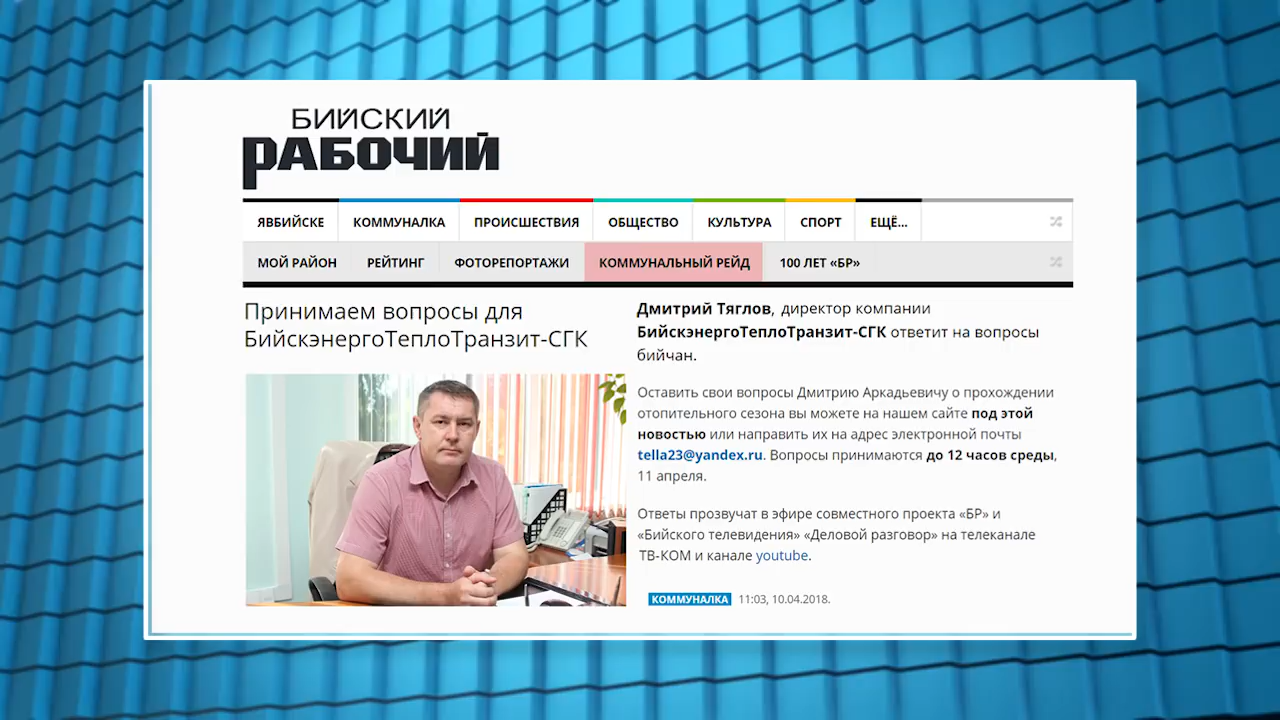 БИЙСКИЙ
РАБОЧИЙ
ЯВБИЙСКЕ КОММУНАЛКА ПРОИСШЕСТВИЯ ОБЩЕСТВО КУЛЬТУРА СПОРТ ЕЩЁ...
МОЙ РАЙОН РЕЙТИНГ ФОТОРЕПОРТАЖИ КОММУНАЛЬНЫЙ РЕЙД 100 ЛЕТ «БР»
Принимаем вопросы для
БийскэнергоТеплоТранзит-СГК
Дмитрий Тяглов, директор компании
БийскэнергоТеплоТранзит-СГК ответит на вопросы
бийчан.
Оставить свои вопросы Дмитрию Аркадьевичу о прохождении
отопительного сезона вы можете на нашем сайте под этой
новостью или направить их на адрес электронной почты
tella23@yandex.ru. Вопросы принимаются до 12 часов среды,
11 апреля.
Ответы прозвучат в эфире совместного проекта «БР» и
«Бийского телевидения» «Деловой разговор» на телеканале
ТВ-КОМ и канале youtube.
КОММУНАЛКА 11:03, 10.04.2018.